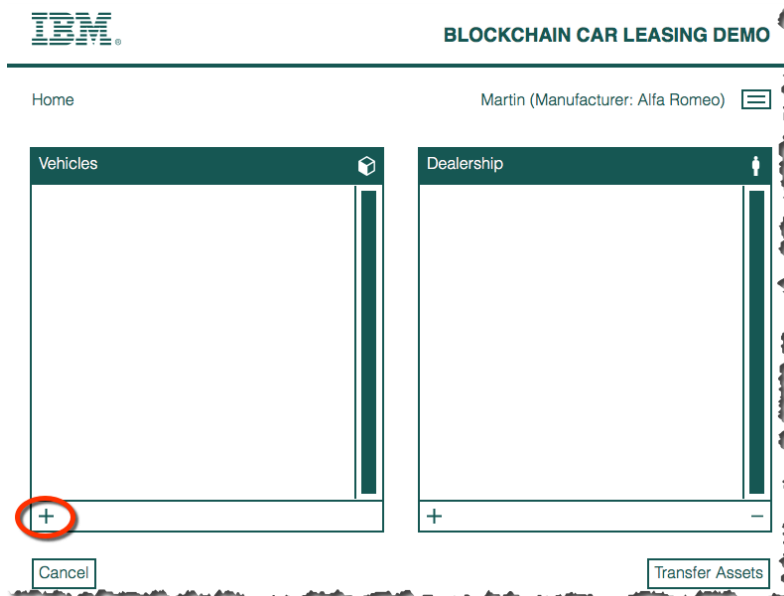 IBM®
BLOCKCHAIN CAR LEASING DEMO
Home
Martin (Manufacturer: Alfa Romeo)
Vehicles
Dealership
+
+ −
Cancel
Transfer Assets